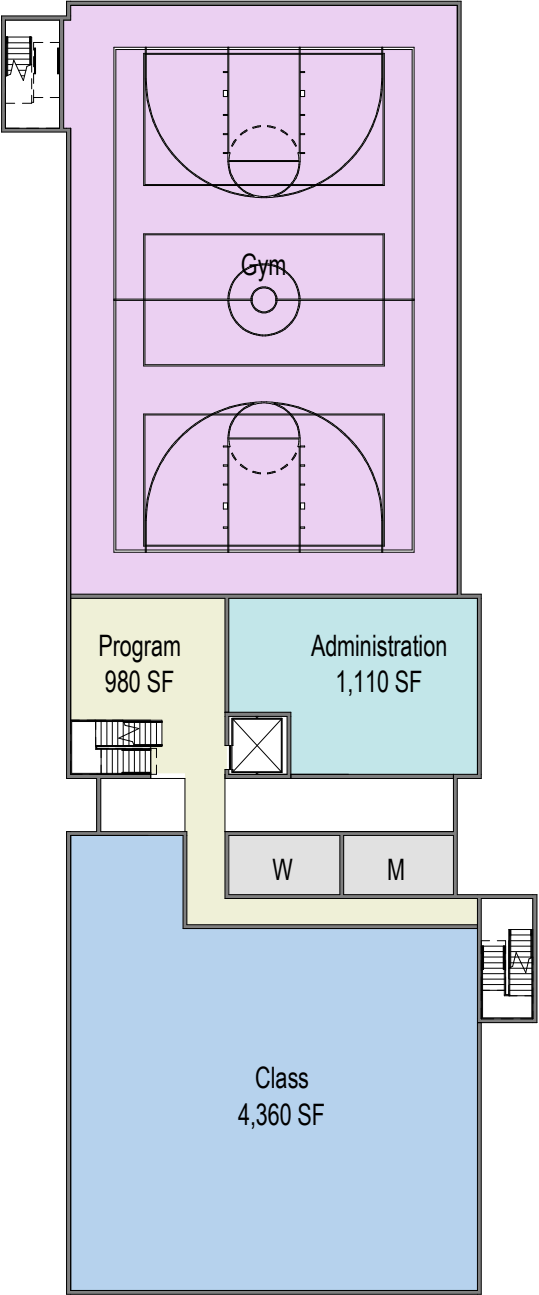 Gym
Program
980 SF
Administration
1,110 SF
W
M
Class
4,360 SF